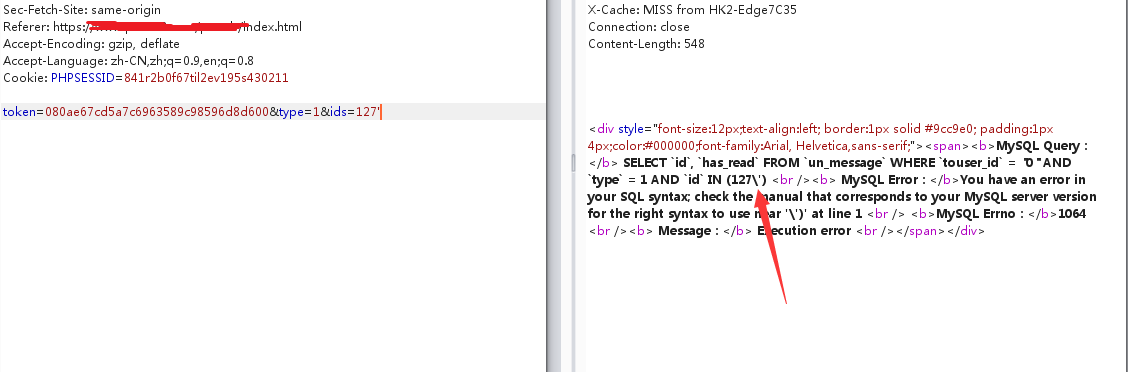 Sec-Fetch-Site: same-origin
Referer: https:/index.html
Accept-Encoding: gzip, deflate
Accept-Language: zh-CN,zh;q=0.9,en;q=0.8
Cookie: PHPSESSID=841r2b0f67til2ev195s430211
token=080ae67cd5a7c6963589c98596d8d600&type=1&ids=127'
X-Cache: MISS from HK2-Edge7C35
Connection: close
Content-Length: 548
<div style="font-size:12px;text-align:left; border:1px solid #9cc9e0; padding:1px
4px;color:#000000;font-family:Arial, Helvetica,sans-serif;"><span><b>MySQL Query :
</b> SELECT `id`, `has_read` FROM `un_message` WHERE `touser_id` = "0 "AND
`type` = 1 AND `id` IN (127\') <br /><b> MySQL Error : </b>You have an error in
your SQL syntax; check the manual that corresponds to your MySQL server version
for the right syntax to use near '\')' at line 1 <br /> <b>MySQL Errno : </b>1064
<br /><b> Message : </b> Execution error <br /></span></div>